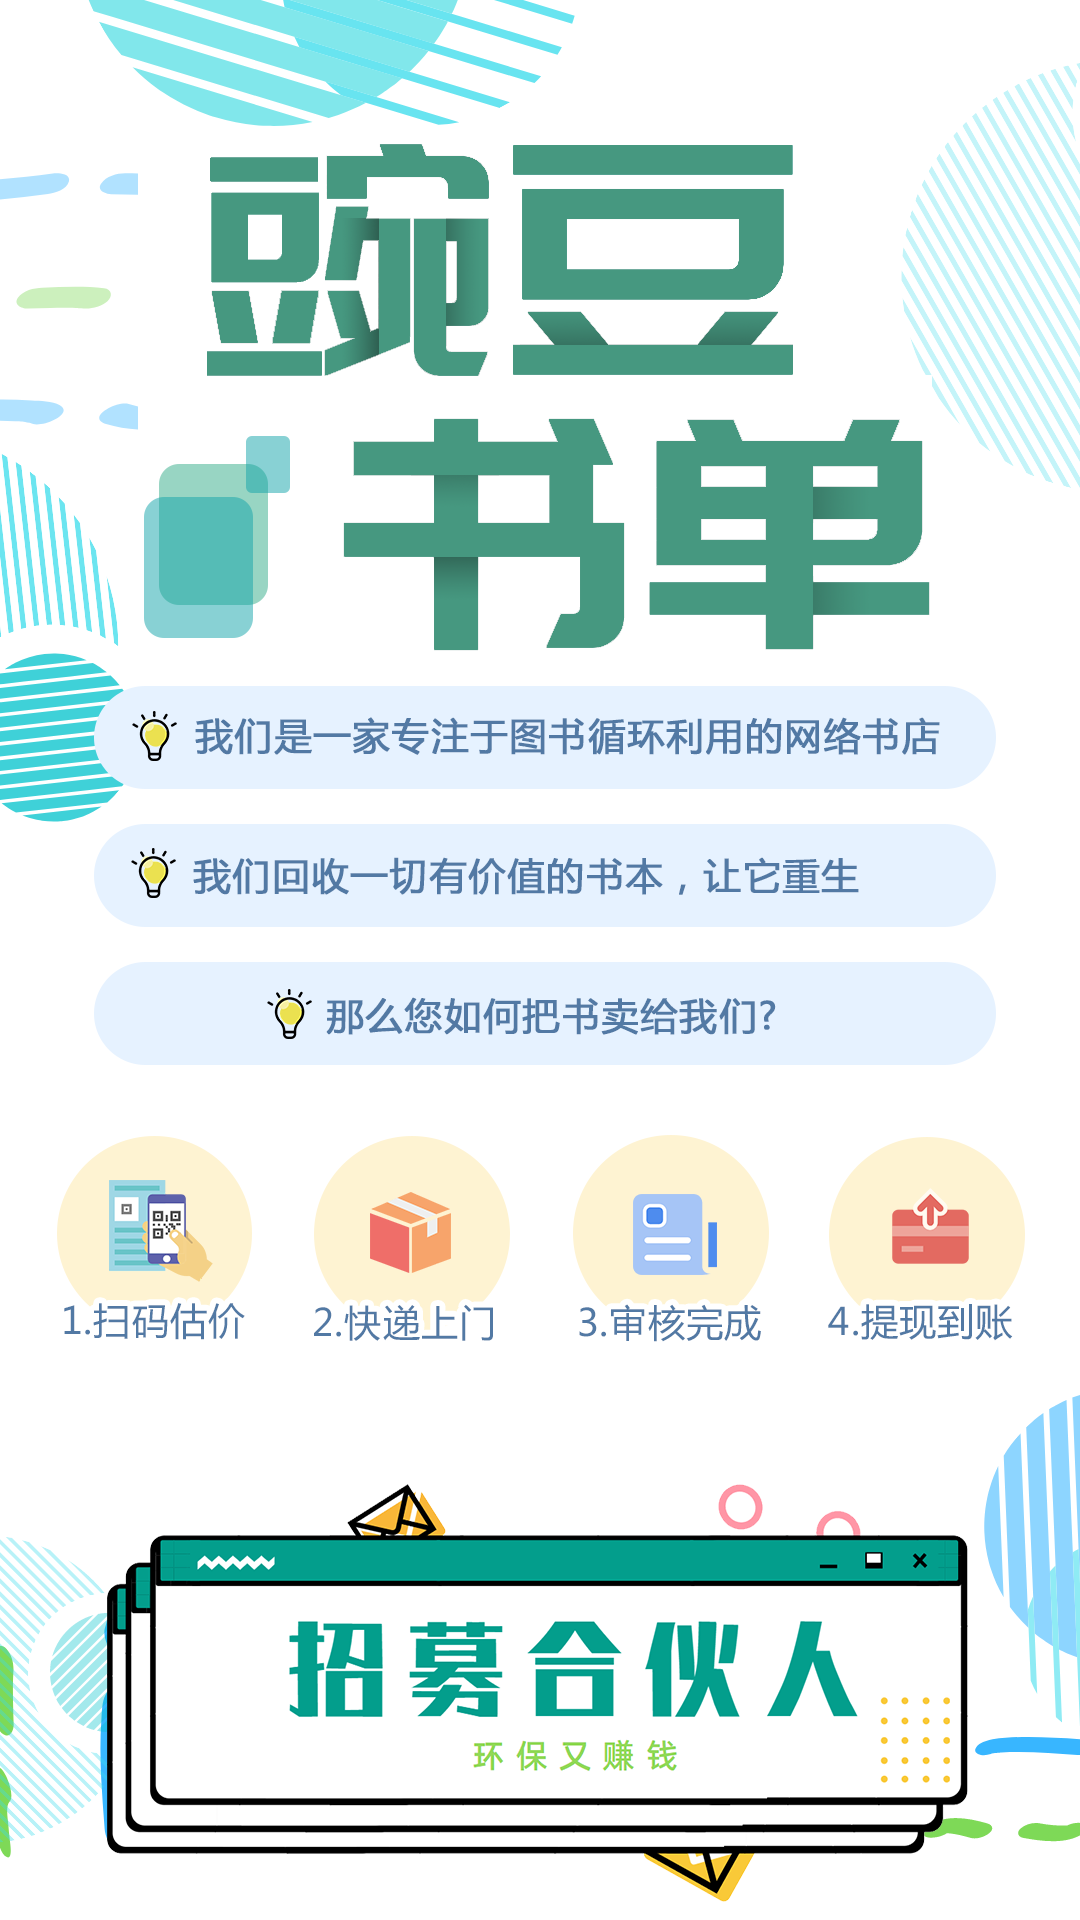 豌豆
书单
我们是一家专注于图书循环利用的网络书店
我们回收一切有价值的书本，让它重生
那么您如何把书卖给我们?
1.扫码估价
2.快递上门
3.审核完成
4.提现到账
招募合伙人
环保又赚钱